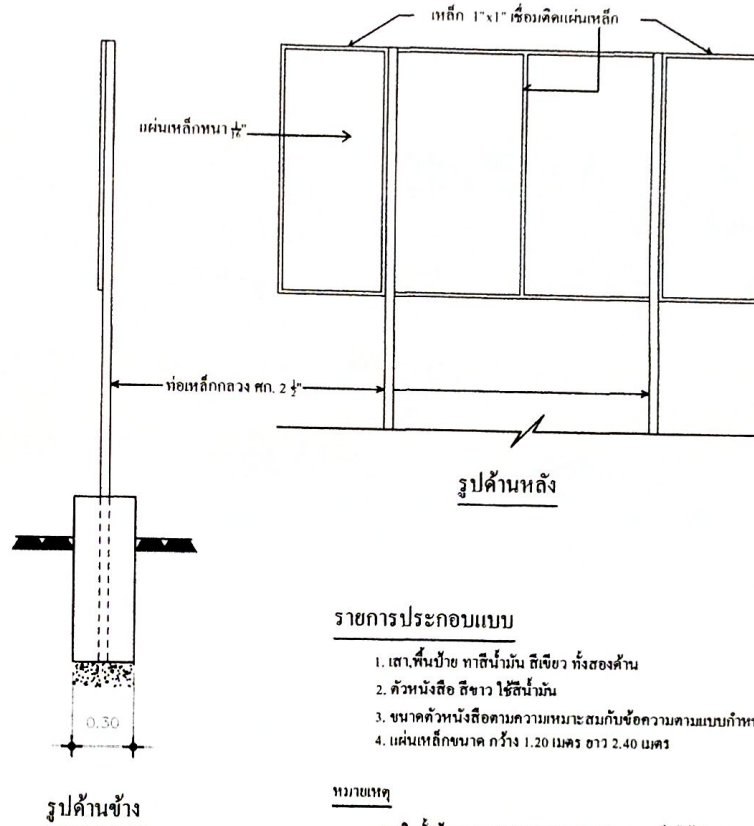 เหล็ก 1"x1" เชื่อมติดแผ่นเหล็ก
แผ่นเหล็กหนา 1/16"
ท่อเหล็กกลวง ศก. 2 1/2"
รูปด้านหลัง
รายการประกอบแบบ
1. เสา,พื้นป้าย ทาสีน้ำมัน สีเขียว ทั้งสองด้าน
2. ตัวหนังสือ สีขาว ใช้สีน้ำมัน
3. ขนาดตัวหนังสือตามความเหมาะสมกับข้อความตามแบบกำห
4. แผ่นเหล็กขนาด กว้าง 1.20 เมตร ยาว 2.40 เมตร
0.30
รูปด้านข้าง
หมายเหตุ